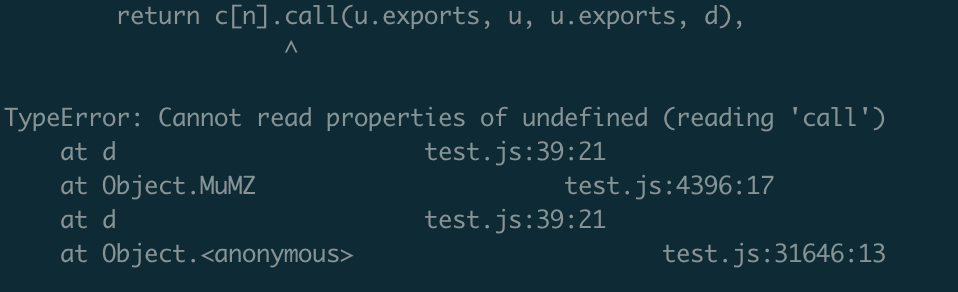 return c[n].call(u.exports, u, u.exports, d),
^
TypeError: Cannot read properties of undefined (reading 'call')
at d test.js:39:21
at Object.MuMZ test.js:4396:17
at d test.js:39:21
at Object.<anonymous> test.js:31646:13